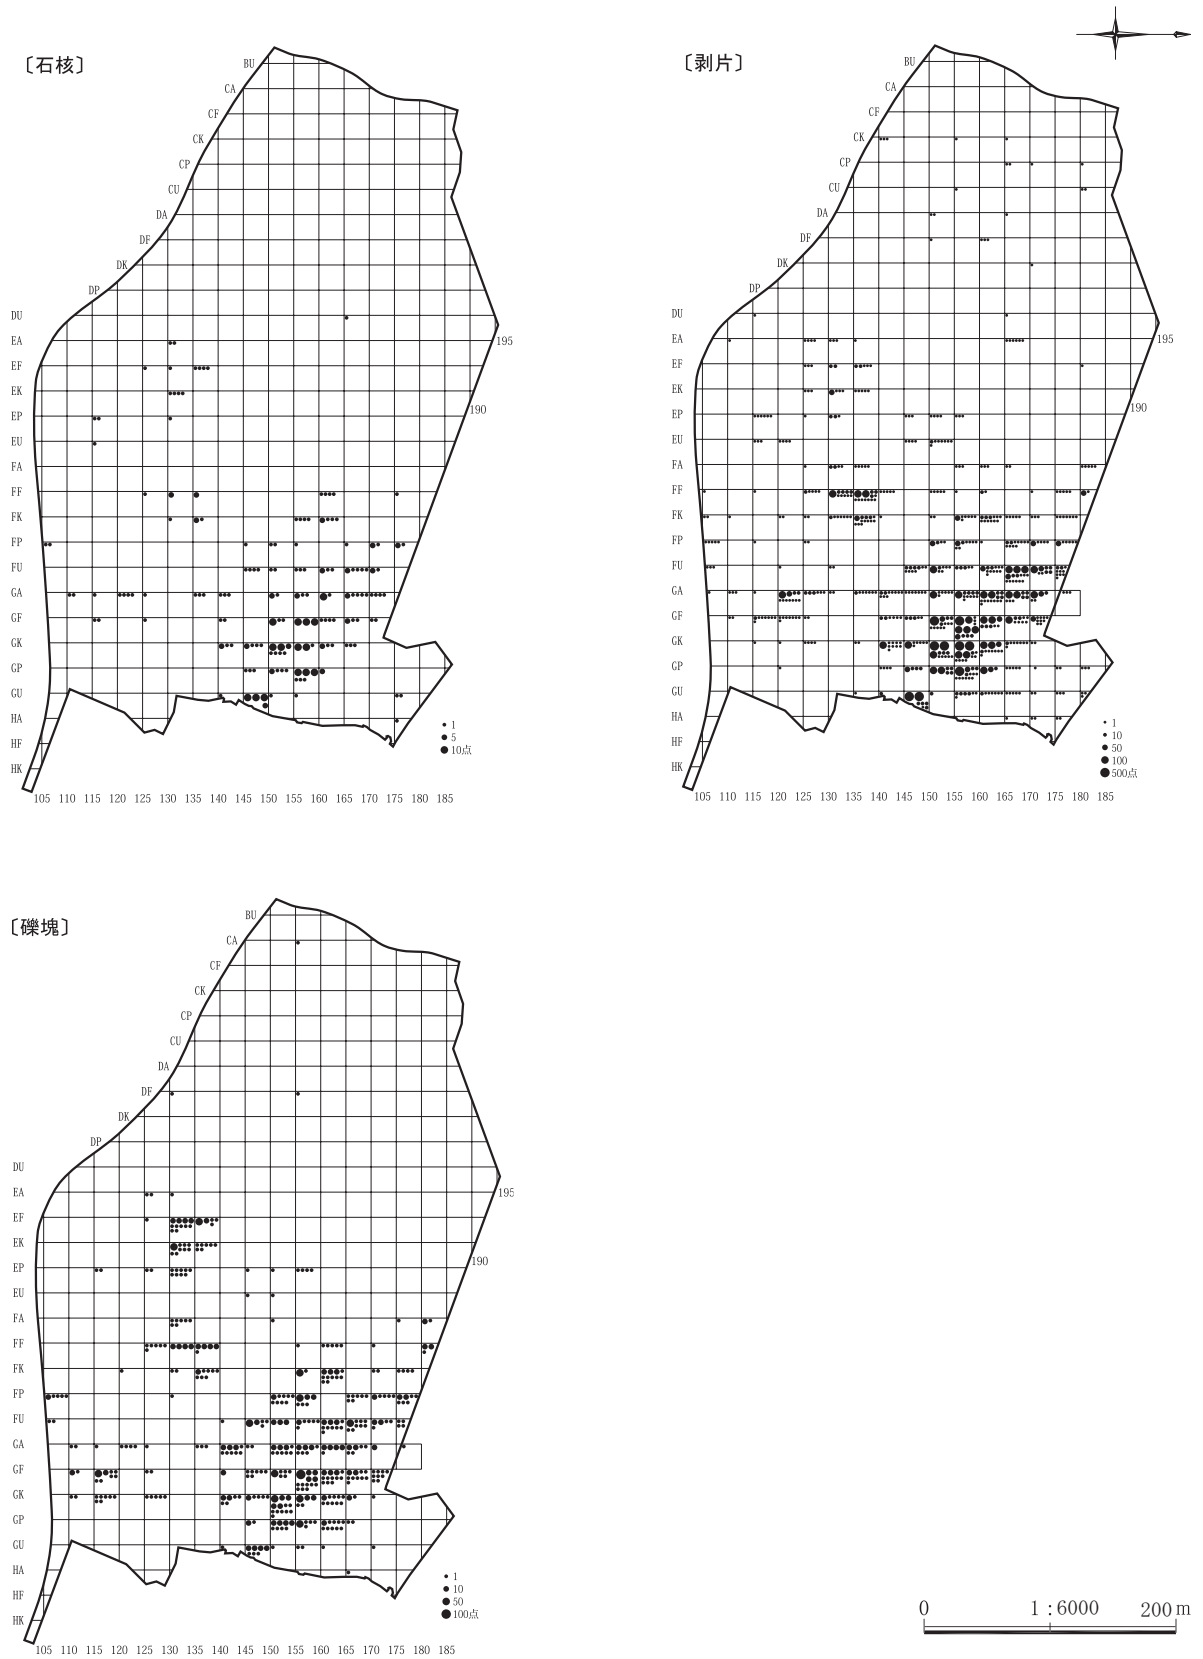 〔石核〕
BU
CA
CF
CK
CP
CU
DA
DF
DK
DP
DU
EA
195
EF
EK
190
EP
EU
FA
FF
FK
FP
FU
GA
GF
GK
GP
GU
HA
1
5
HF
10点
HK
105 110 115 120 125 130 135 140 145 150 155 160 165 170 175 180 185
〔剥片〕
BU
CA
CF
CK
CP
CU
DA
DF
DK
DP
DU
EA
195
EF
EK
190
EP
EU
FA
FF
FK
FP
FU
GA
GF
GK
GP
GU
HA
1
10
HF
50
100
HK
500点
105 110 115 120 125 130 135 140 145 150 155 160 165 170 175 180 185
〔礫塊〕
BU
CA
CF
CK
CP
CU
DA
DF
DK
DP
DU
EA
195
EF
EK
190
EP
EU
FA
FF
FK
FP
FU
GA
GF
GK
GP
GU
HA
1
10
HF
50
100点
HK
105 110 115 120 125 130 135 140 145 150 155 160 165 170 175 180 185
0 1:6000 200m